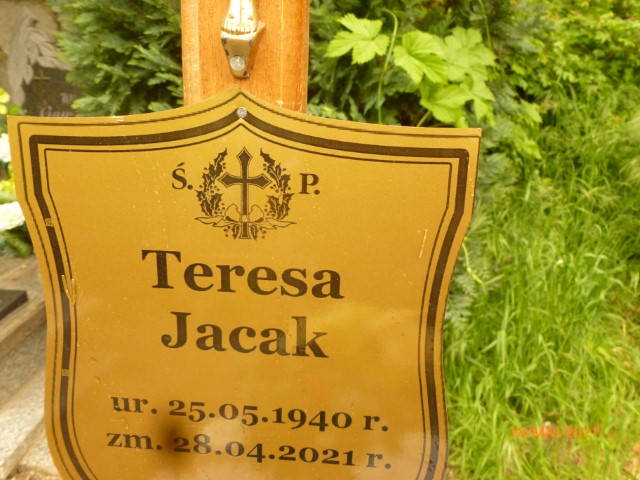 Ś. P.
Teresa
Jacak
ur. 25.05.1940 r.
zm. 28.04.2021 r.